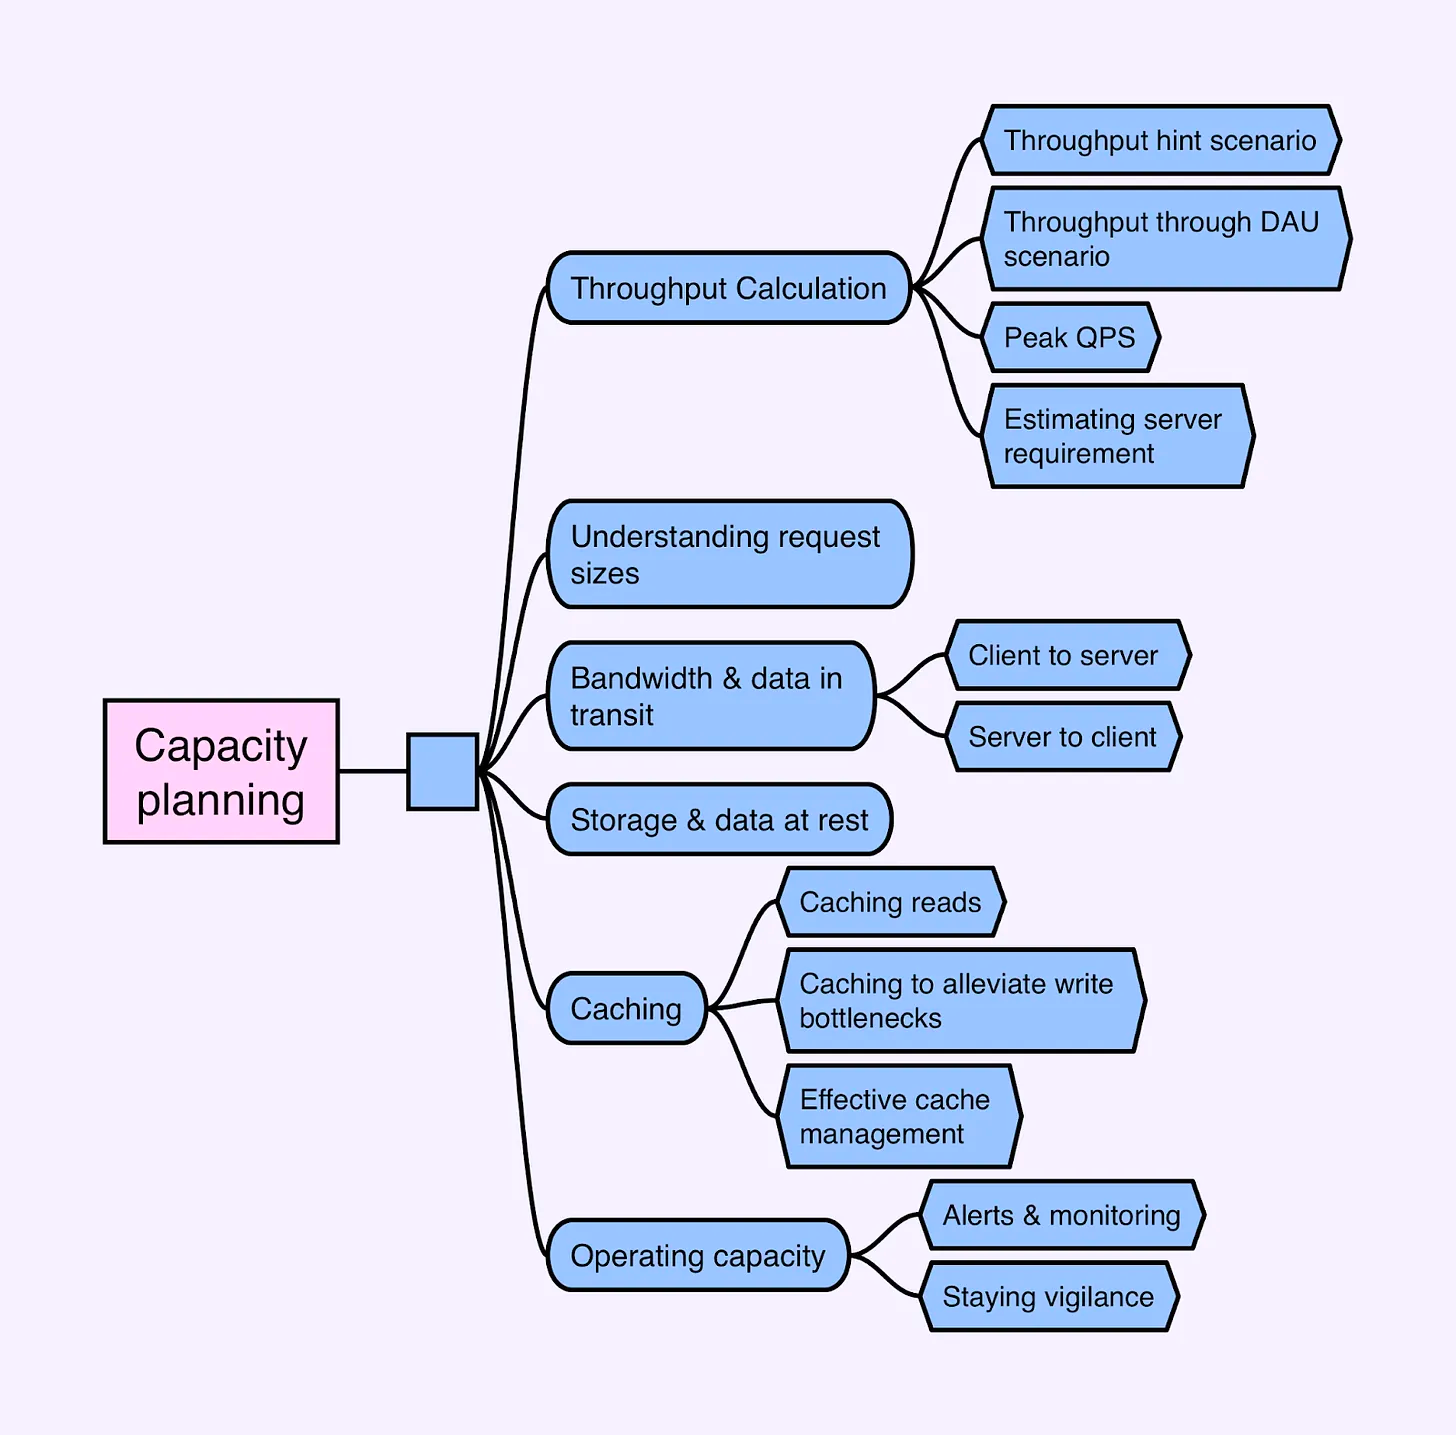 Capacity
planning
Throughput Calculation
Throughput hint scenario
Throughput through DAU
scenario
Peak QPS
Estimating server
requirement
Understanding request
sizes
Bandwidth & data in
transit
Client to server
Server to client
Storage & data at rest
Caching
Caching reads
Caching to alleviate write
bottlenecks
Effective cache
management
Operating capacity
Alerts & monitoring
Staying vigilance